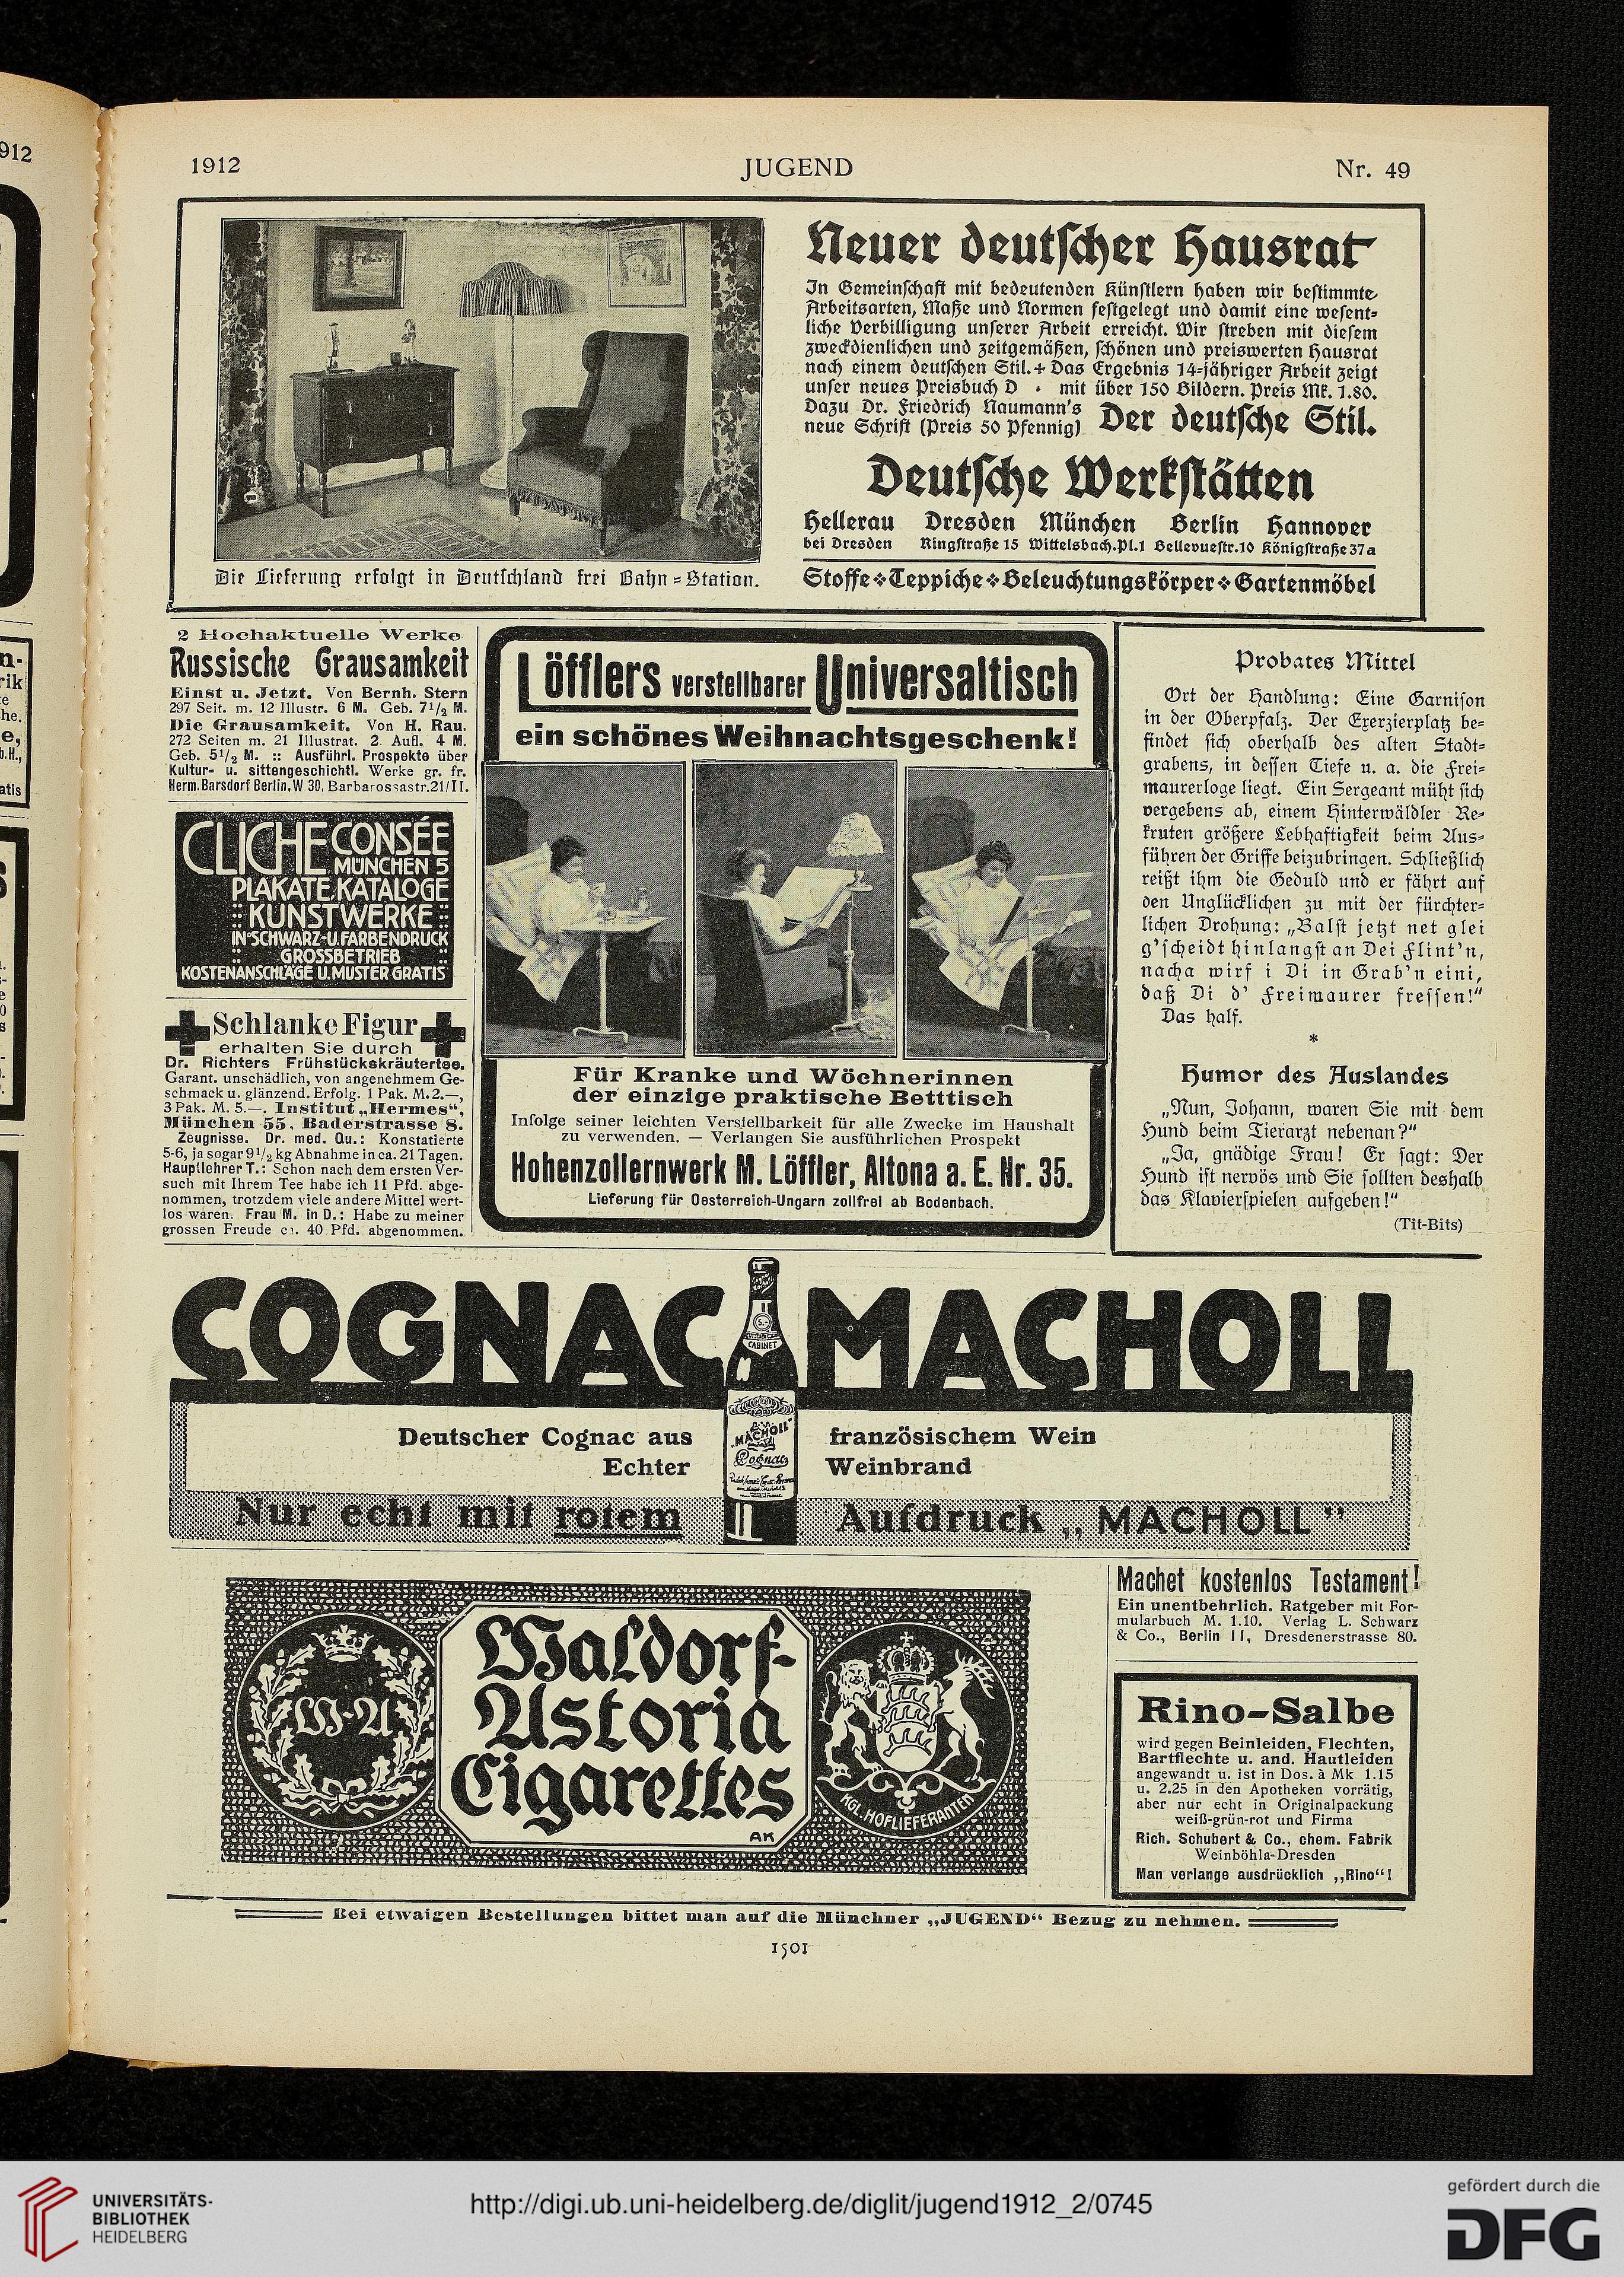 1912
JUGEND
Nr. 49
Neuer deutscher Hausrat
In Gemeinschaft mit bedeutenden Künstlern haben wir bestimmte
Arbeitsarten, Maße und Normen festgelegt und damit eine wesent-
liche Verbilligung unserer Arbeit erreicht. Wir streben mit diesem
zweckdienlichen und zeitgemäßen, schönen und preiswerten Hausrat
nach einem deutschen Stil. + Das Ergebnis 14-jähriger Arbeit zeigt
unser neues Preisbuch D · mit über 150 Bildern. Preis Mk. 1.80.
Dazu Dr. Friedrich Naumann's
neue Schrift (Preis 50 Pfennig)
Der deutsche Stil.
Deutsche Werkstätten
Hellerau Dresden München Berlin Hannover
bei Dresden Ringstraße 15 Wittelsbach.Pl.1 Bellevuestr.10 Königstraße 37a
Die Lieferung erfolgt in Deutschland frei Bahn=Station.
Stoffe ❖ Teppiche ❖ Beleuchtungskörper ❖ Gartenmöbel
2 Hochaktuelle Werke
Russische Grausamkeit
Einst u. Jetzt. Von Bernh. Stern
297 Seit. m. 12 Illustr. 6 M. Geb. 7½ M.
Die Grausamkeit. Von H. Rau.
272 Seiten m. 21 Illustrat. 2. Aufl. 4 M.
Geb. 5½ M. :: Ausführl. Prospekte über
Kultur- u. sittengeschichtl. Werke gr. fr.
Herm. Barsdorf Berlin, W 30, Barbarossastr. 21/II.
CLICHE CONSÉE
MÜNCHEN 5
PLAKATE, KATALOGE
:: KUNSTWERKE ::
IN SCHWARZ- U. FARBENDRUCK
:: GROSSBETRIEB ::
KOSTENANSCHLÄGE U. MUSTER GRATIS
Schlanke Figur
erhalten Sie durch
Dr. Richters Frühstückskräutertee.
Garant. unschädlich, von angenehmem Ge-
schmack u. glänzend. Erfolg. 1 Pak. M. 2.—,
3 Pak. M. 5.—. Institut „Hermes“,
München 55, Baderstrasse 8.
Zeugnisse. Dr. med. Qu.: Konstatierte
5-6, ja sogar 9½ kg Abnahme in ca. 21 Tagen.
Hauptlehrer T.: Schon nach dem ersten Ver-
such mit Ihrem Tee habe ich 11 Pfd. abge-
nommen, trotzdem viele andere Mittel wert-
los waren. Frau M. in D.: Habe zu meiner
grossen Freude ca. 40 Pfd. abgenommen.
Löfflers verstellbarer Universaltisch
ein schönes Weihnachtsgeschenk!
Für Kranke und Wöchnerinnen
der einzige praktische Betttisch
Infolge seiner leichten Verstellbarkeit für alle Zwecke im Haushalt
zu verwenden. — Verlangen Sie ausführlichen Prospekt
Hohenzollernwerk M. Löffler, Altona a. E. Nr. 35.
Lieferung für Oesterreich-Ungarn zollfrei ab Bodenbach.
Probates Mittel
Ort der Handlung: Eine Garnison
in der Oberpfalz. Der Exerzierplatz be-
findet sich oberhalb des alten Stadt-
grabens, in dessen Tiefe u. a. die Frei-
maurerloge liegt. Ein Sergeant müht sich
vergebens ab, einem Hinterwäldler Re-
kruten größere Lebhaftigkeit beim Aus-
führen der Griffe beizubringen. Schließlich
reißt ihm die Geduld und er fährt auf
den Unglücklichen zu mit der fürchter-
lichen Drohung: „Balst jetzt net glei
g'scheidt hinlangst an Dei Flint'n,
nacha wirf i Di in Grab'n eini,
daß Di d' Freimaurer fressen!“
Das half.
*
Humor des Auslandes
„Nun, Johann, waren Sie mit dem
Hund beim Tierarzt nebenan?“
„Ja, gnädige Frau! Er sagt: Der
Hund ist nervös und Sie sollten deshalb
das Klavierspielen aufgeben!“
(Tit-Bits)
COGNAC MACHOLL
CABINET
„MACHOLL“
Cognac
Deutscher Cognac aus französischem Wein
Echter Weinbrand
Nur echt mit rotem Aufdruck „MACHOLL"
Waldorf-
Astoria
Cigarettes
W-A
KGL. HOFLIEFERANTEN
AK
Machet kostenlos Testament!
Ein unentbehrlich. Ratgeber mit For-
mularbuch M. 1.10. Verlag L. Schwarz
& Co., Berlin 11, Dresdenerstrasse 80.
Rino-Salbe
wird gegen Beinleiden, Flechten,
Bartflechte u. and. Hautleiden
angewandt u. ist in Dos. à Mk 1.15
u. 2.25 in den Apotheken vorrätig,
aber nur echt in Originalpackung
weiß-grün-rot und Firma
Rich. Schubert & Co., chem. Fabrik
Weinböhla-Dresden
Man verlange ausdrücklich „Rino“!
Bei etwaigen Bestellungen bittet man auf die Münchner „JUGEND“ Bezug zu nehmen.
1501
UNIVERSITÄTS-
BIBLIOTHEK
HEIDELBERG
http://digi.ub.uni-heidelberg.de/diglit/jugend1912_2/0745
gefördert durch die
DFG